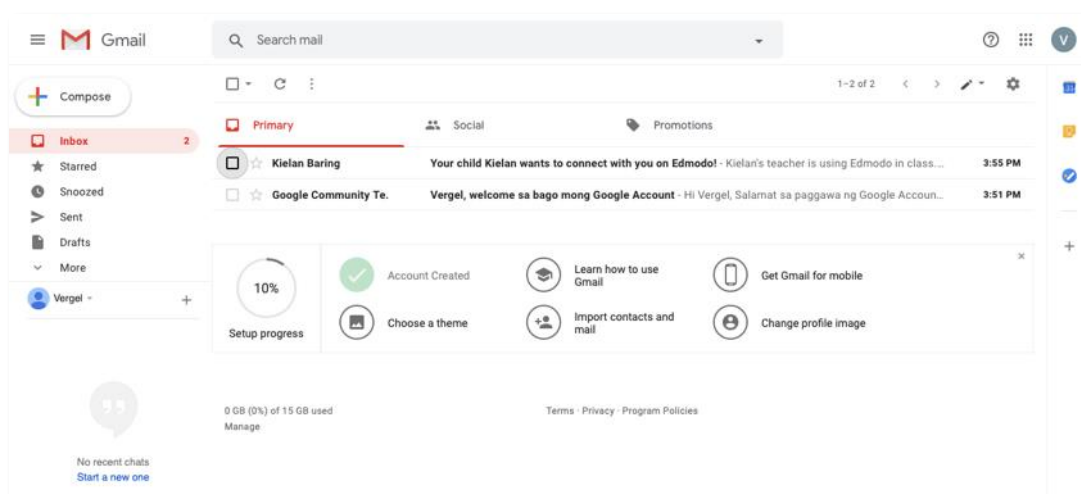 Gmail
Search mail
V
Compose
1–2 of 2
Inbox 2
Starred
Snoozed
Sent
Drafts
More
Vergel
Primary Social Promotions
Kielan Baring Your child Kielan wants to connect with you on Edmodo! - Kielan's teacher is using Edmodo in class... 3:55 PM
Google Community Te. Vergel, welcome sa bago mong Google Account - Hi Vergel, Salamat sa paggawa ng Google Accoun... 3:51 PM
10%
Setup progress
Account Created
Learn how to use
Gmail
Get Gmail for mobile
Choose a theme
Import contacts and
mail
Change profile image
0 GB (0%) of 15 GB used
Manage
Terms · Privacy · Program Policies
No recent chats
Start a new one